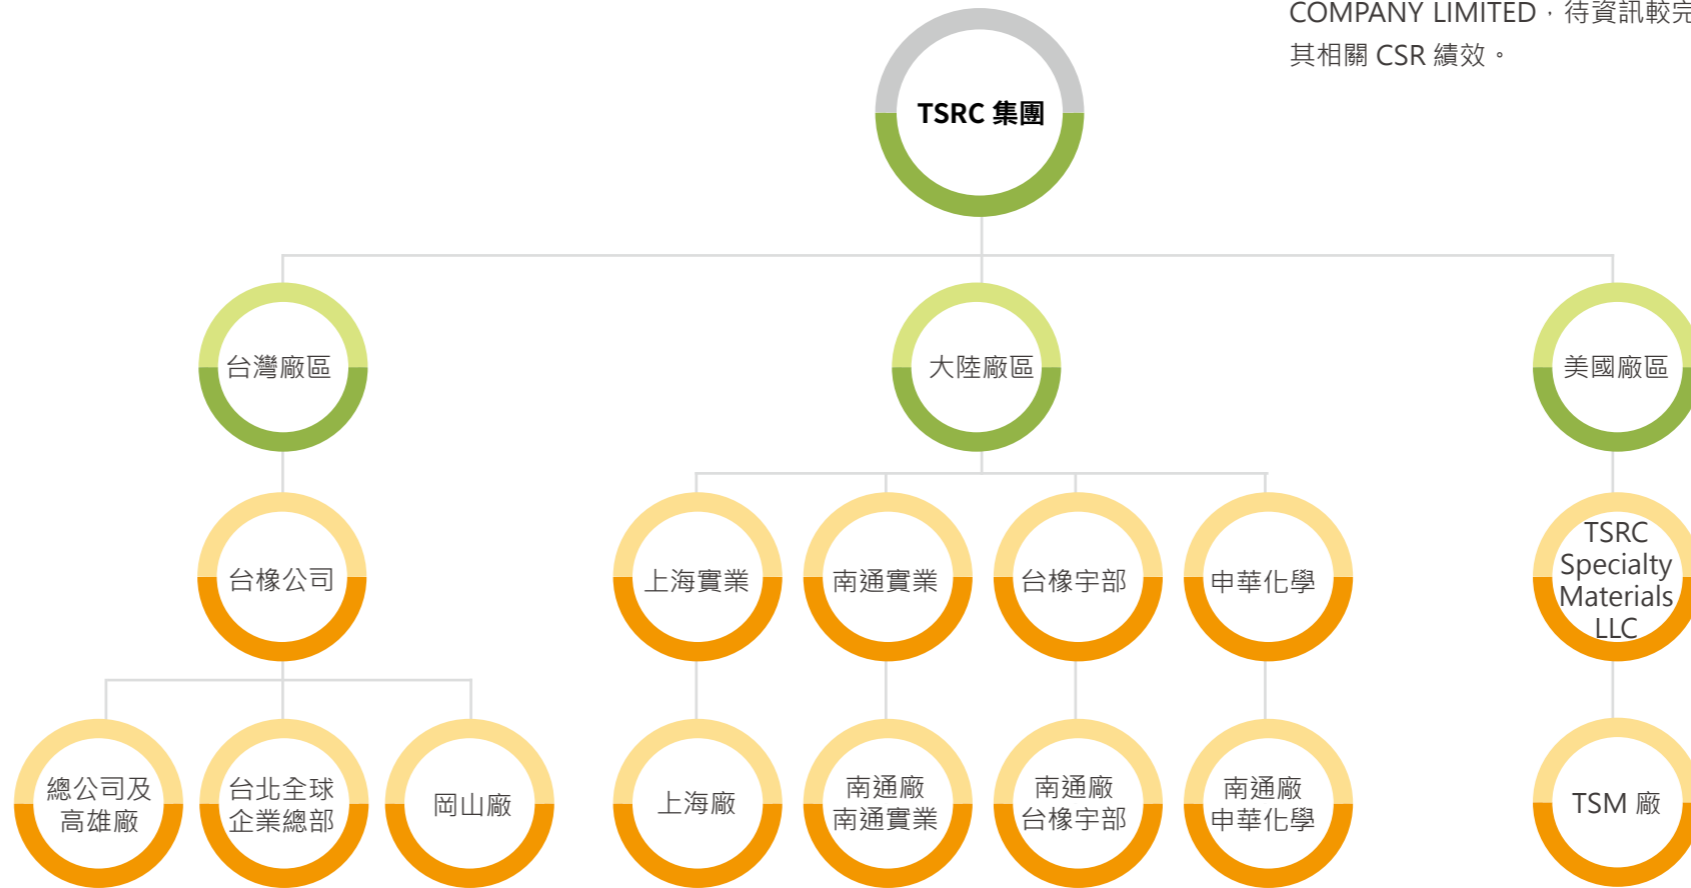 COMPANY LIMITED，待資訊較完
其相關 CSR 績效。
TSRC 集團
台灣廠區
大陸廠區
美國廠區
台橡公司
上海實業
南通實業
台橡宇部
申華化學
TSRC
Specialty
Materials
LLC
總公司及
高雄廠
台北全球
企業總部
岡山廠
上海廠
南通廠
南通實業
南通廠
台橡宇部
南通廠
申華化學
TSM 廠